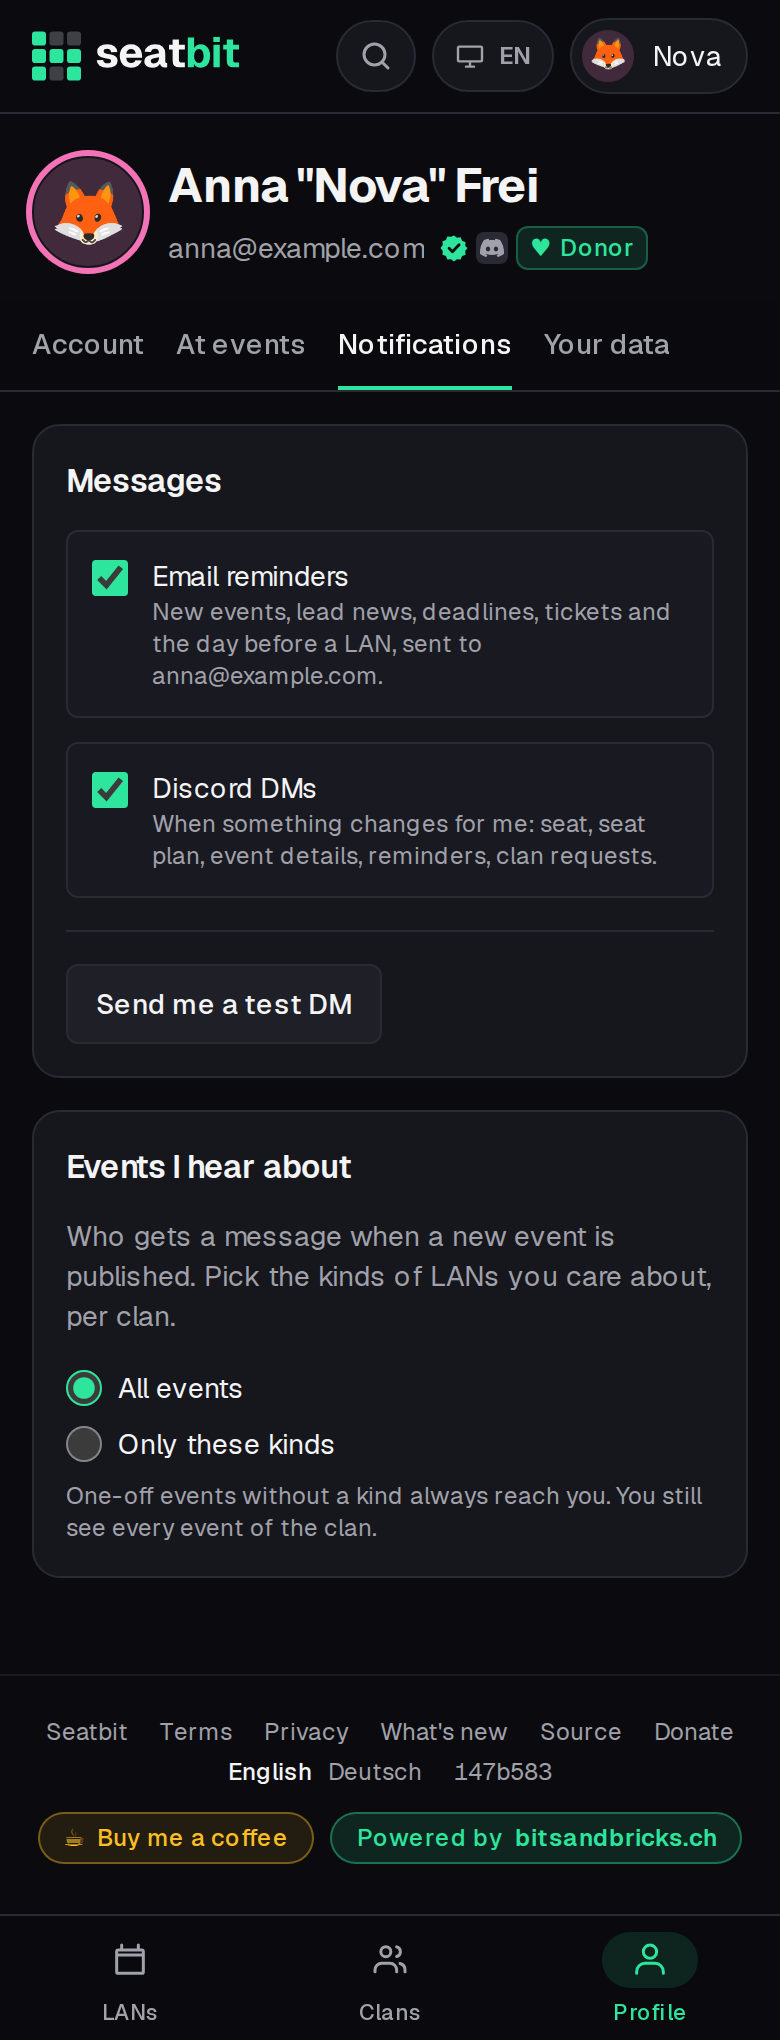 seatbit
EN
Nova
Anna "Nova" Frei
anna@example.com
♥ Donor
Account At events Notifications Your data
Messages
Email reminders
New events, lead news, deadlines, tickets and
the day before a LAN, sent to
anna@example.com.
Discord DMs
When something changes for me: seat, seat
plan, event details, reminders, clan requests.
Send me a test DM
Events I hear about
Who gets a message when a new event is
published. Pick the kinds of LANs you care about,
per clan.
All events
Only these kinds
One-off events without a kind always reach you. You still
see every event of the clan.
Seatbit Terms Privacy What's new Source Donate
English Deutsch 147b583
☕ Buy me a coffee
Powered by bitsandbricks.ch
LANs Clans Profile